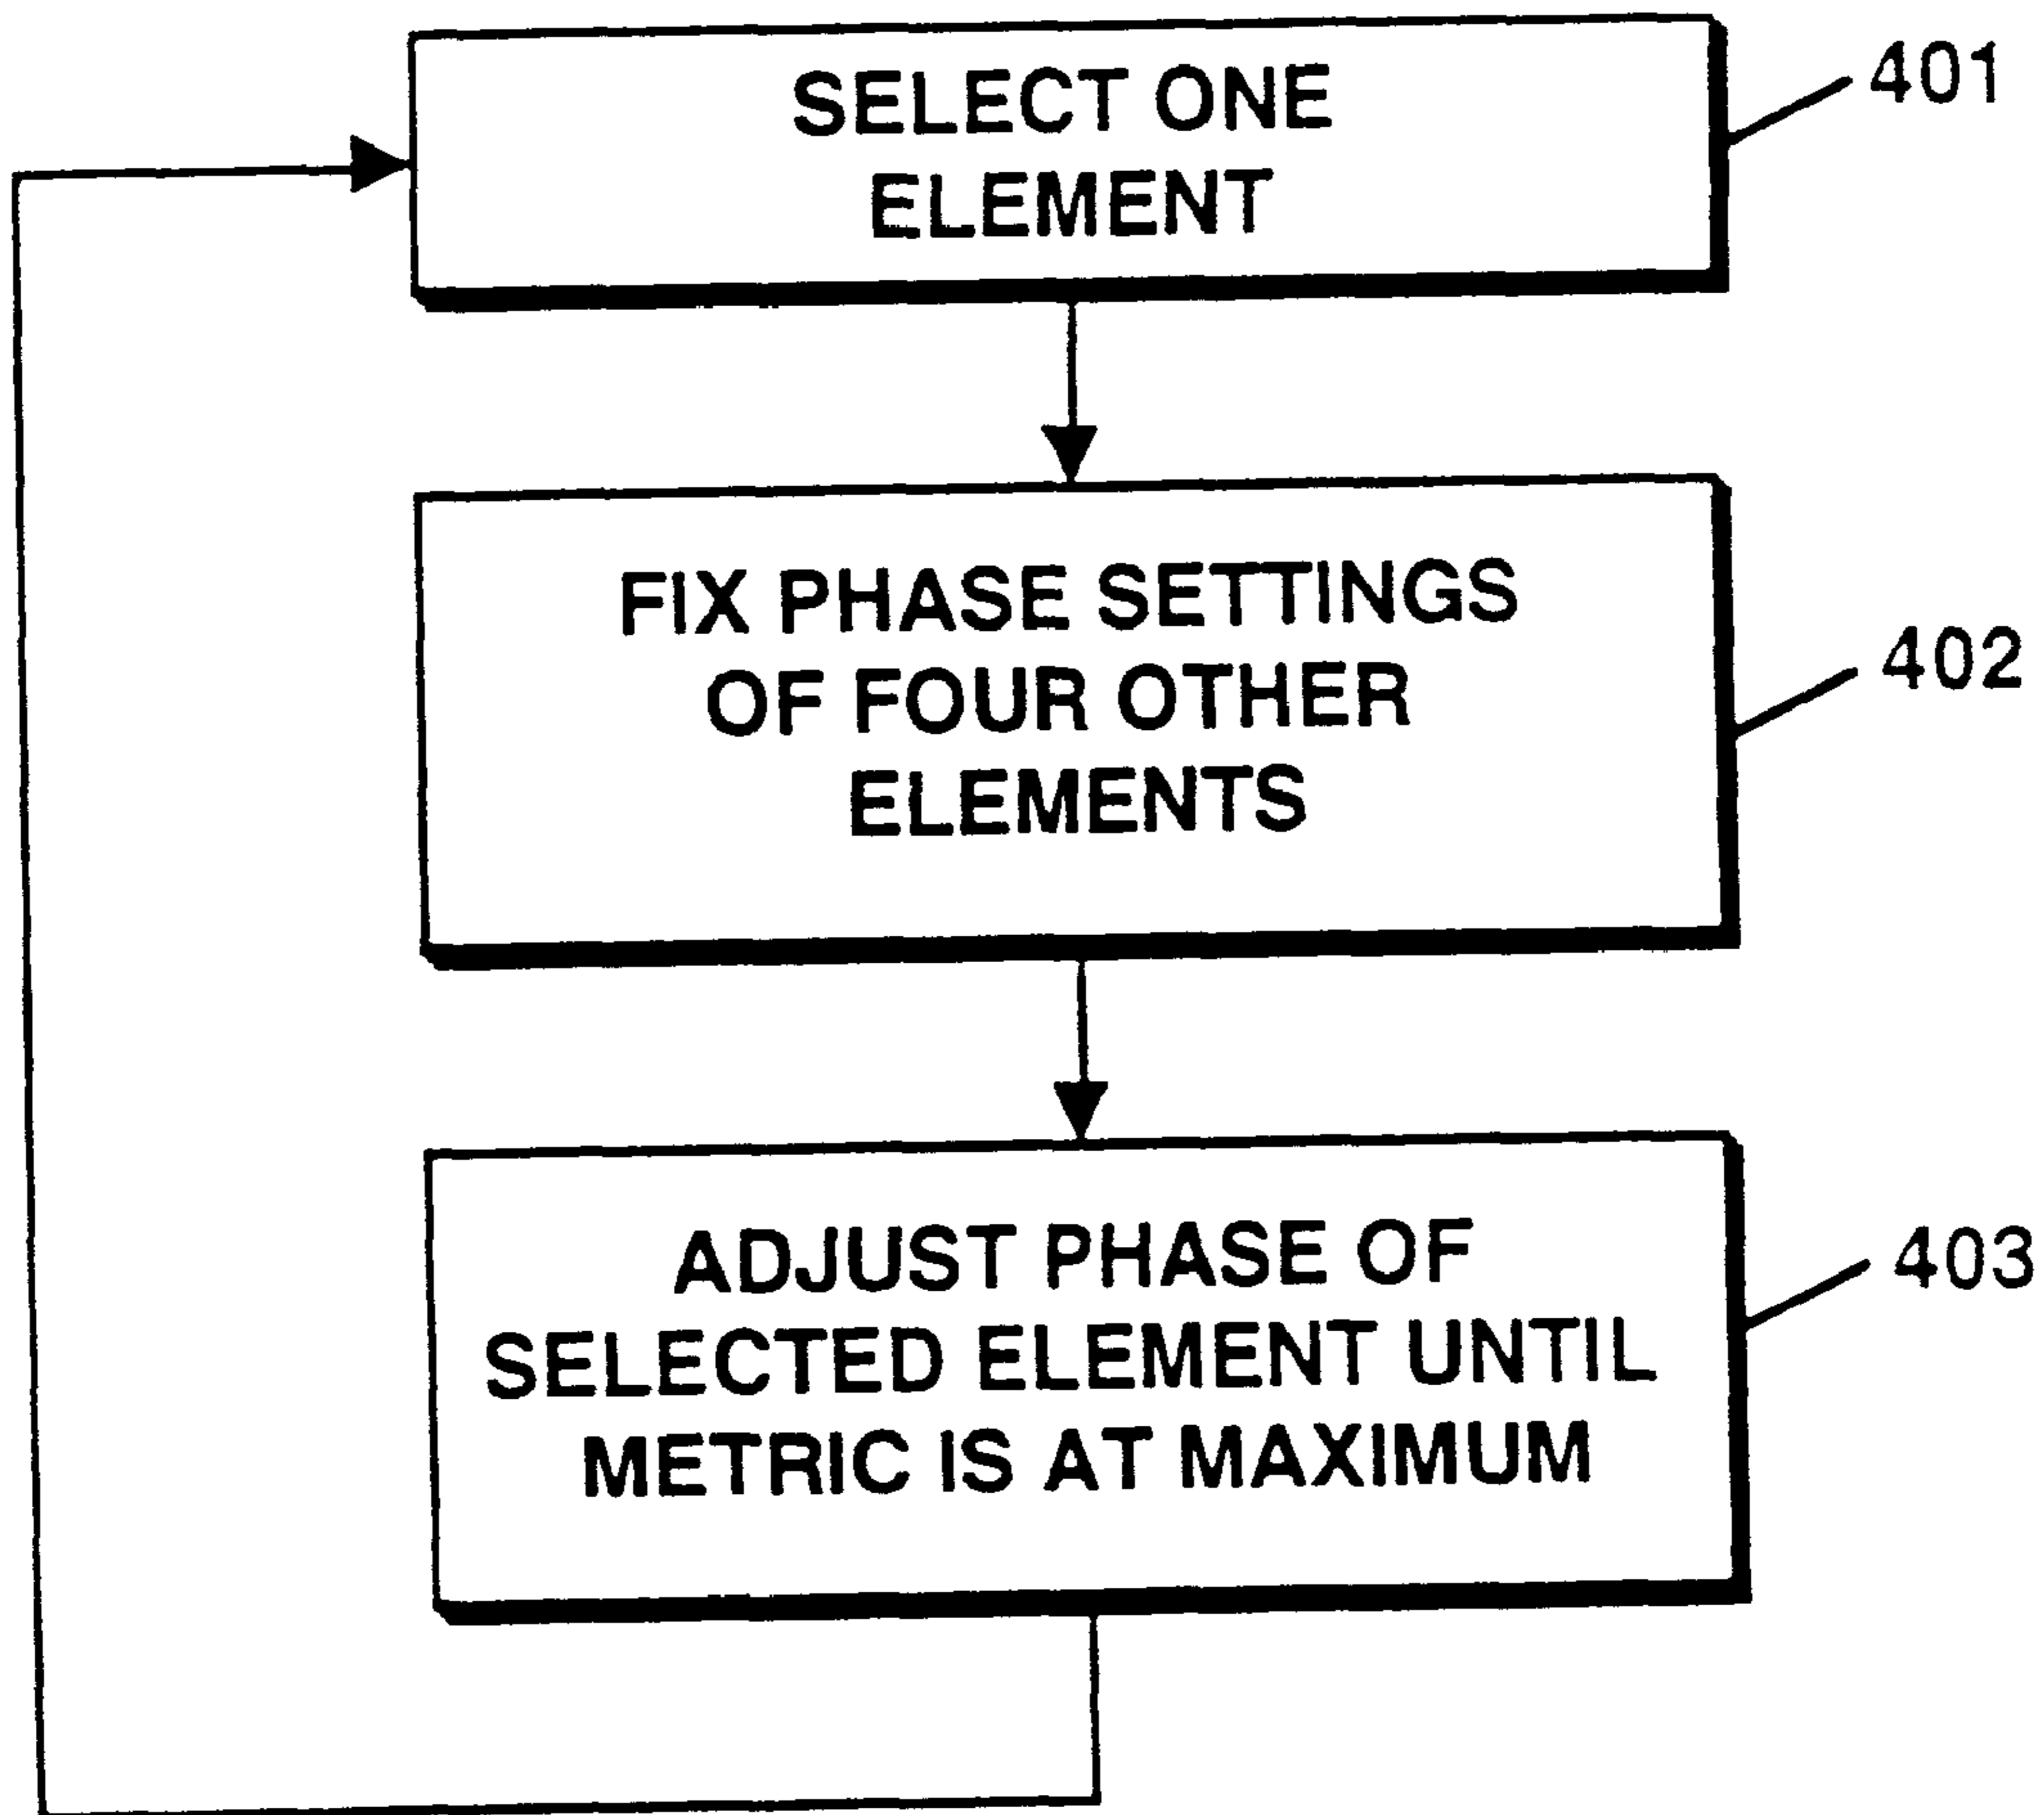 SELECT ONE
ELEMENT
401
FIX PHASE SETTINGS
OF FOUR OTHER
ELEMENTS
402
ADJUST PHASE OF
SELECTED ELEMENT UNTIL
METRIC IS AT MAXIMUM
403